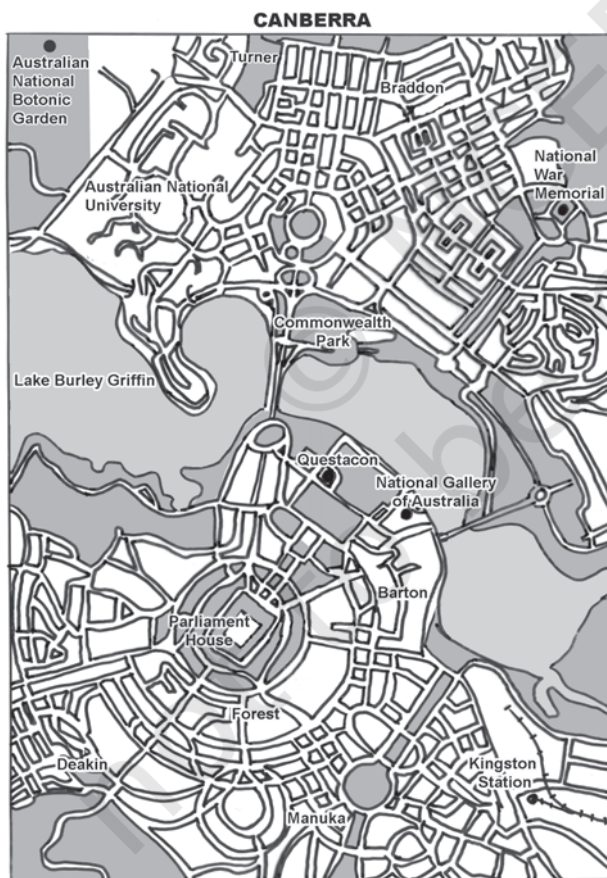 CANBERRA
Australian
National
Botonic
Garden
Turner
Braddon
National
War
Memorial
Australian National
University
Commonwealth
Park
Lake Burley Griffin
Questacon
National Gallery
of Australia
Barton
Parliament
House
Forest
Deakin
Kingston
Station
Manuka